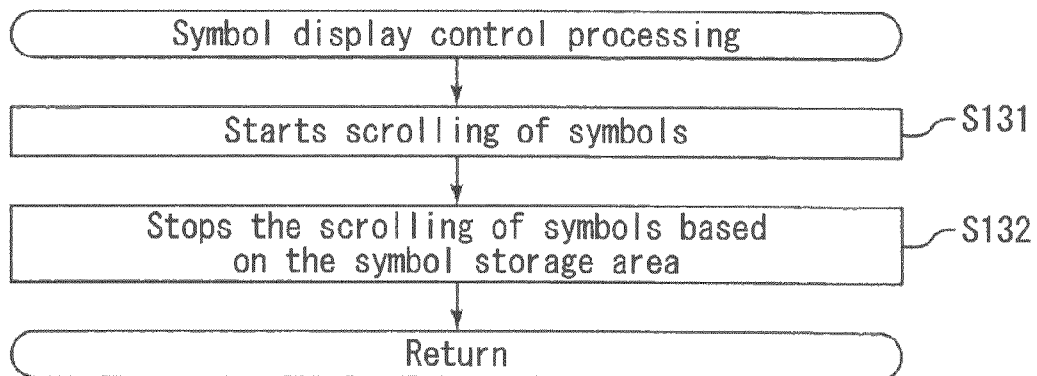 Symbol display control processing
Starts scrolling of symbols
S131
Stops the scrolling of symbols based
on the symbol storage area
S132
Return